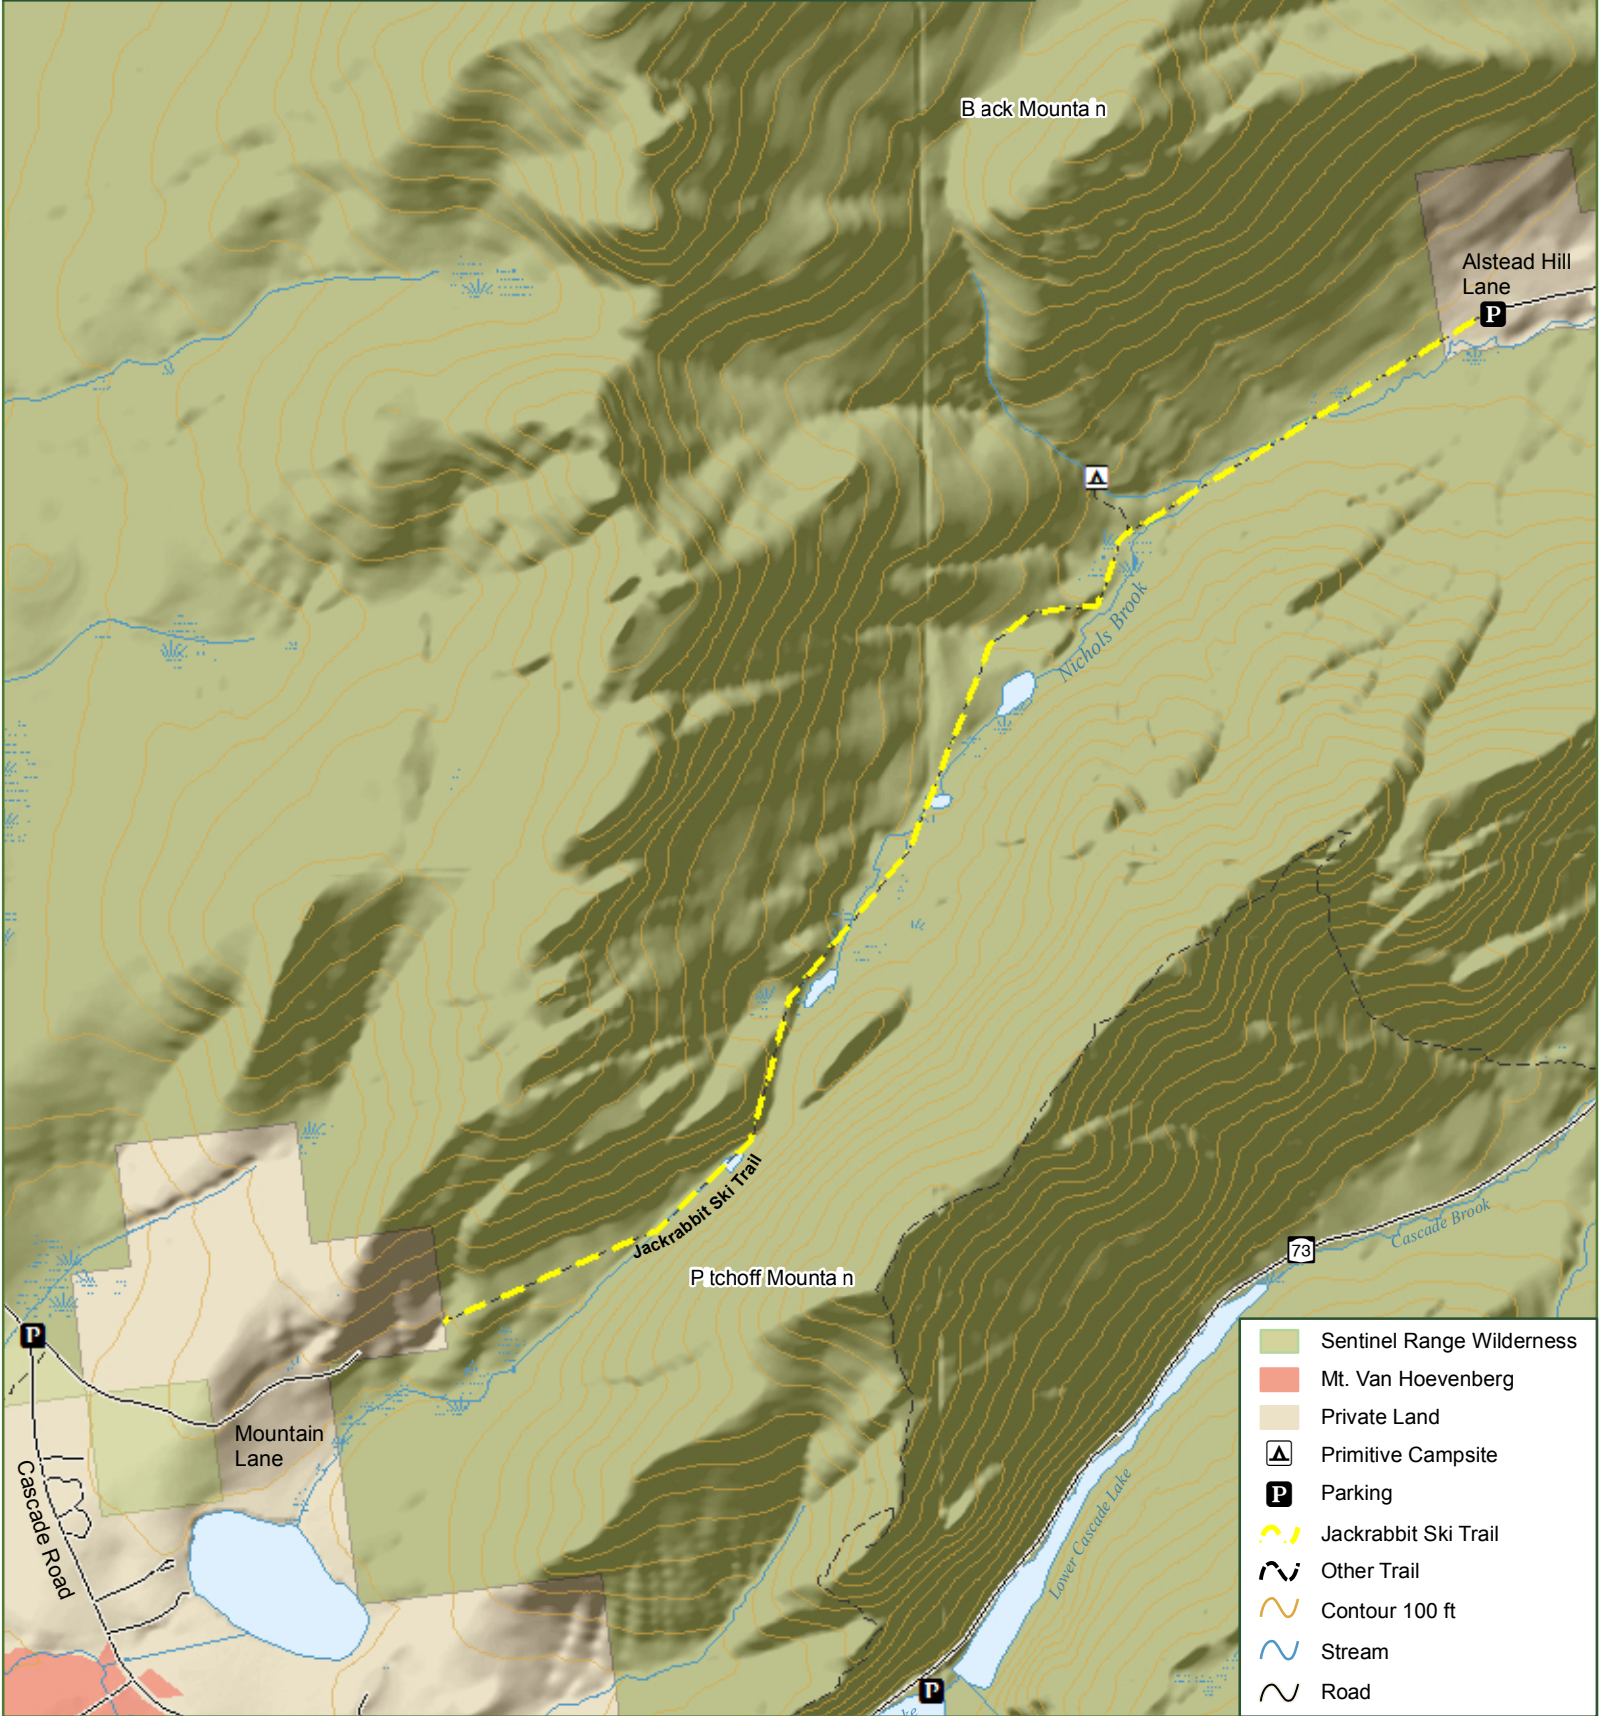 B ack Mounta n
Alstead Hill
Lane
P
Nichols Brook
Jackrabbit Ski Trail
P tchoff Mounta n
Cascade Brook
73
P
Mountain
Lane
Cascade Road
Lower Cascade Lake
P
ke
Sentinel Range Wilderness
Mt. Van Hoevenberg
Private Land
Primitive Campsite
P
Parking
Jackrabbit Ski Trail
Other Trail
Contour 100 ft
Stream
Road